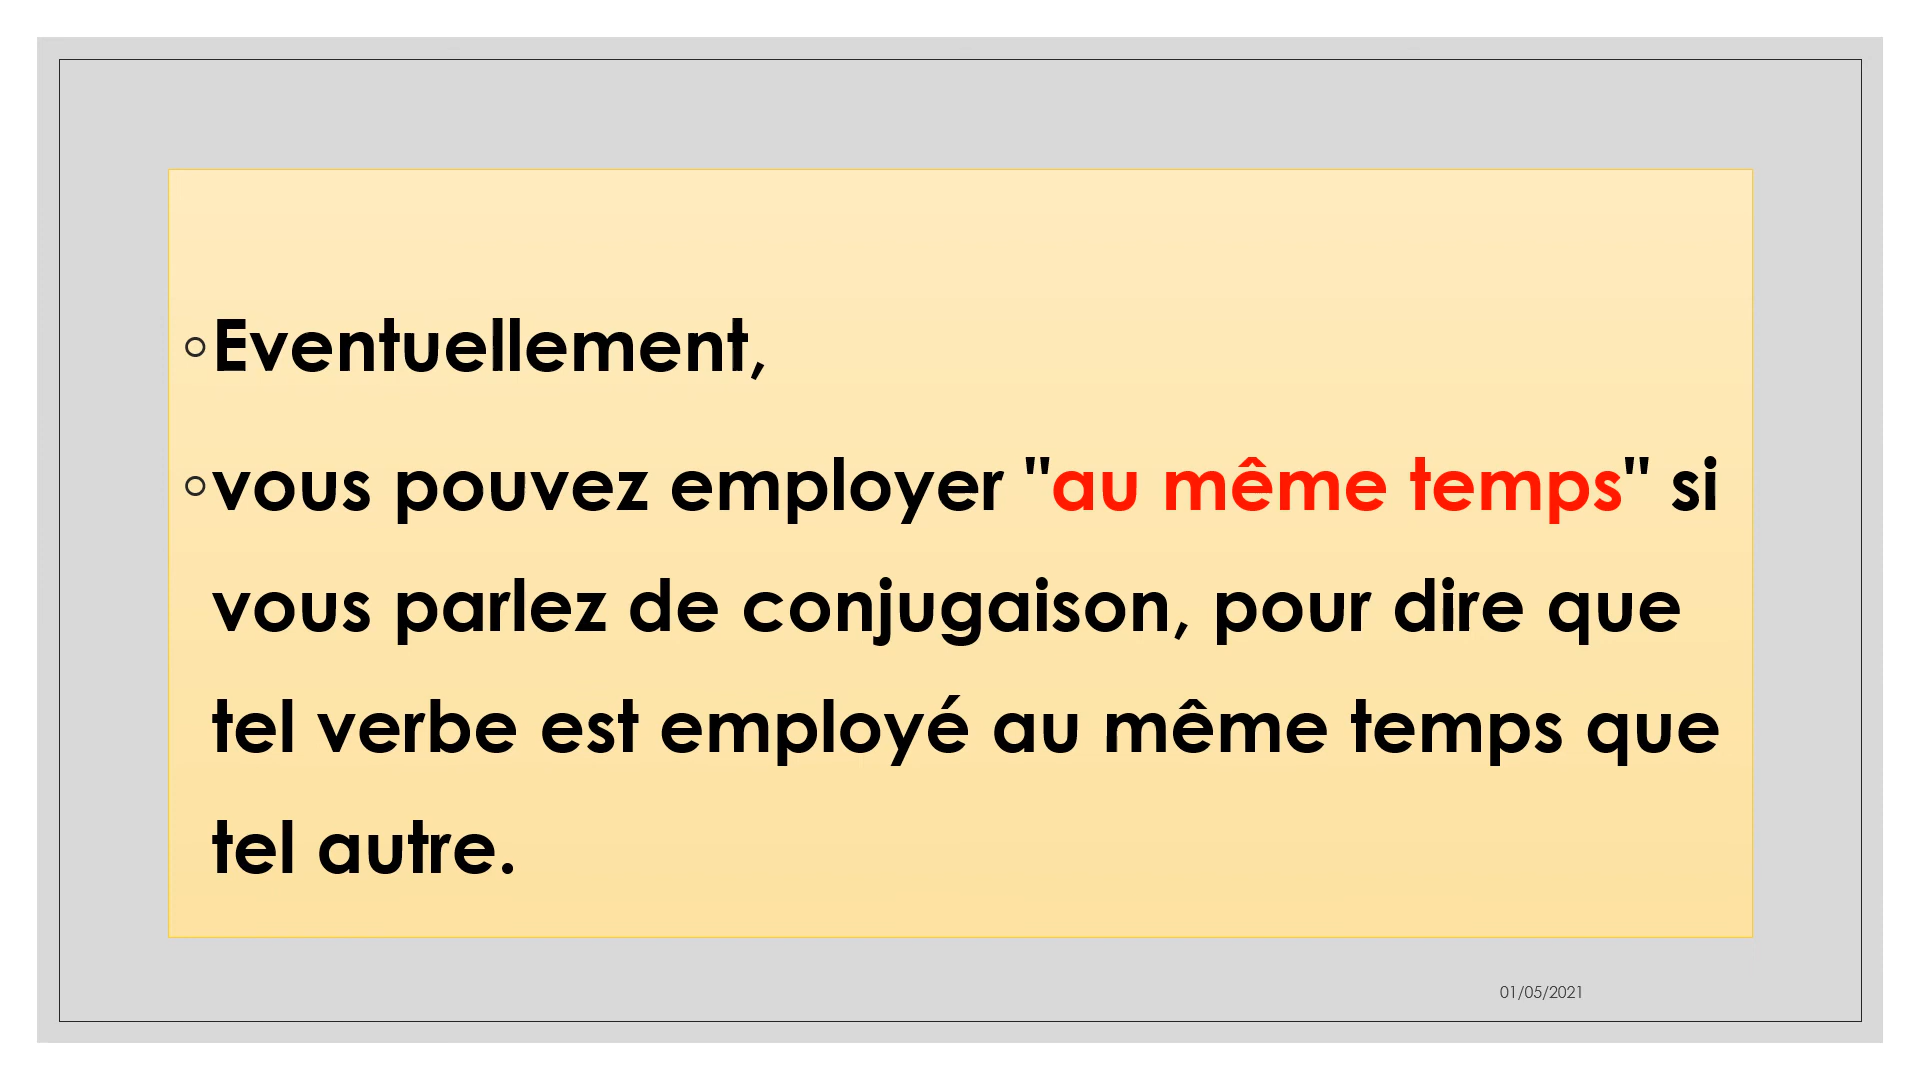 ◦Eventuellement,
◦vous pouvez employer "au même temps" si
vous parlez de conjugaison, pour dire que
tel verbe est employé au même temps que
tel autre.
01/05/2021